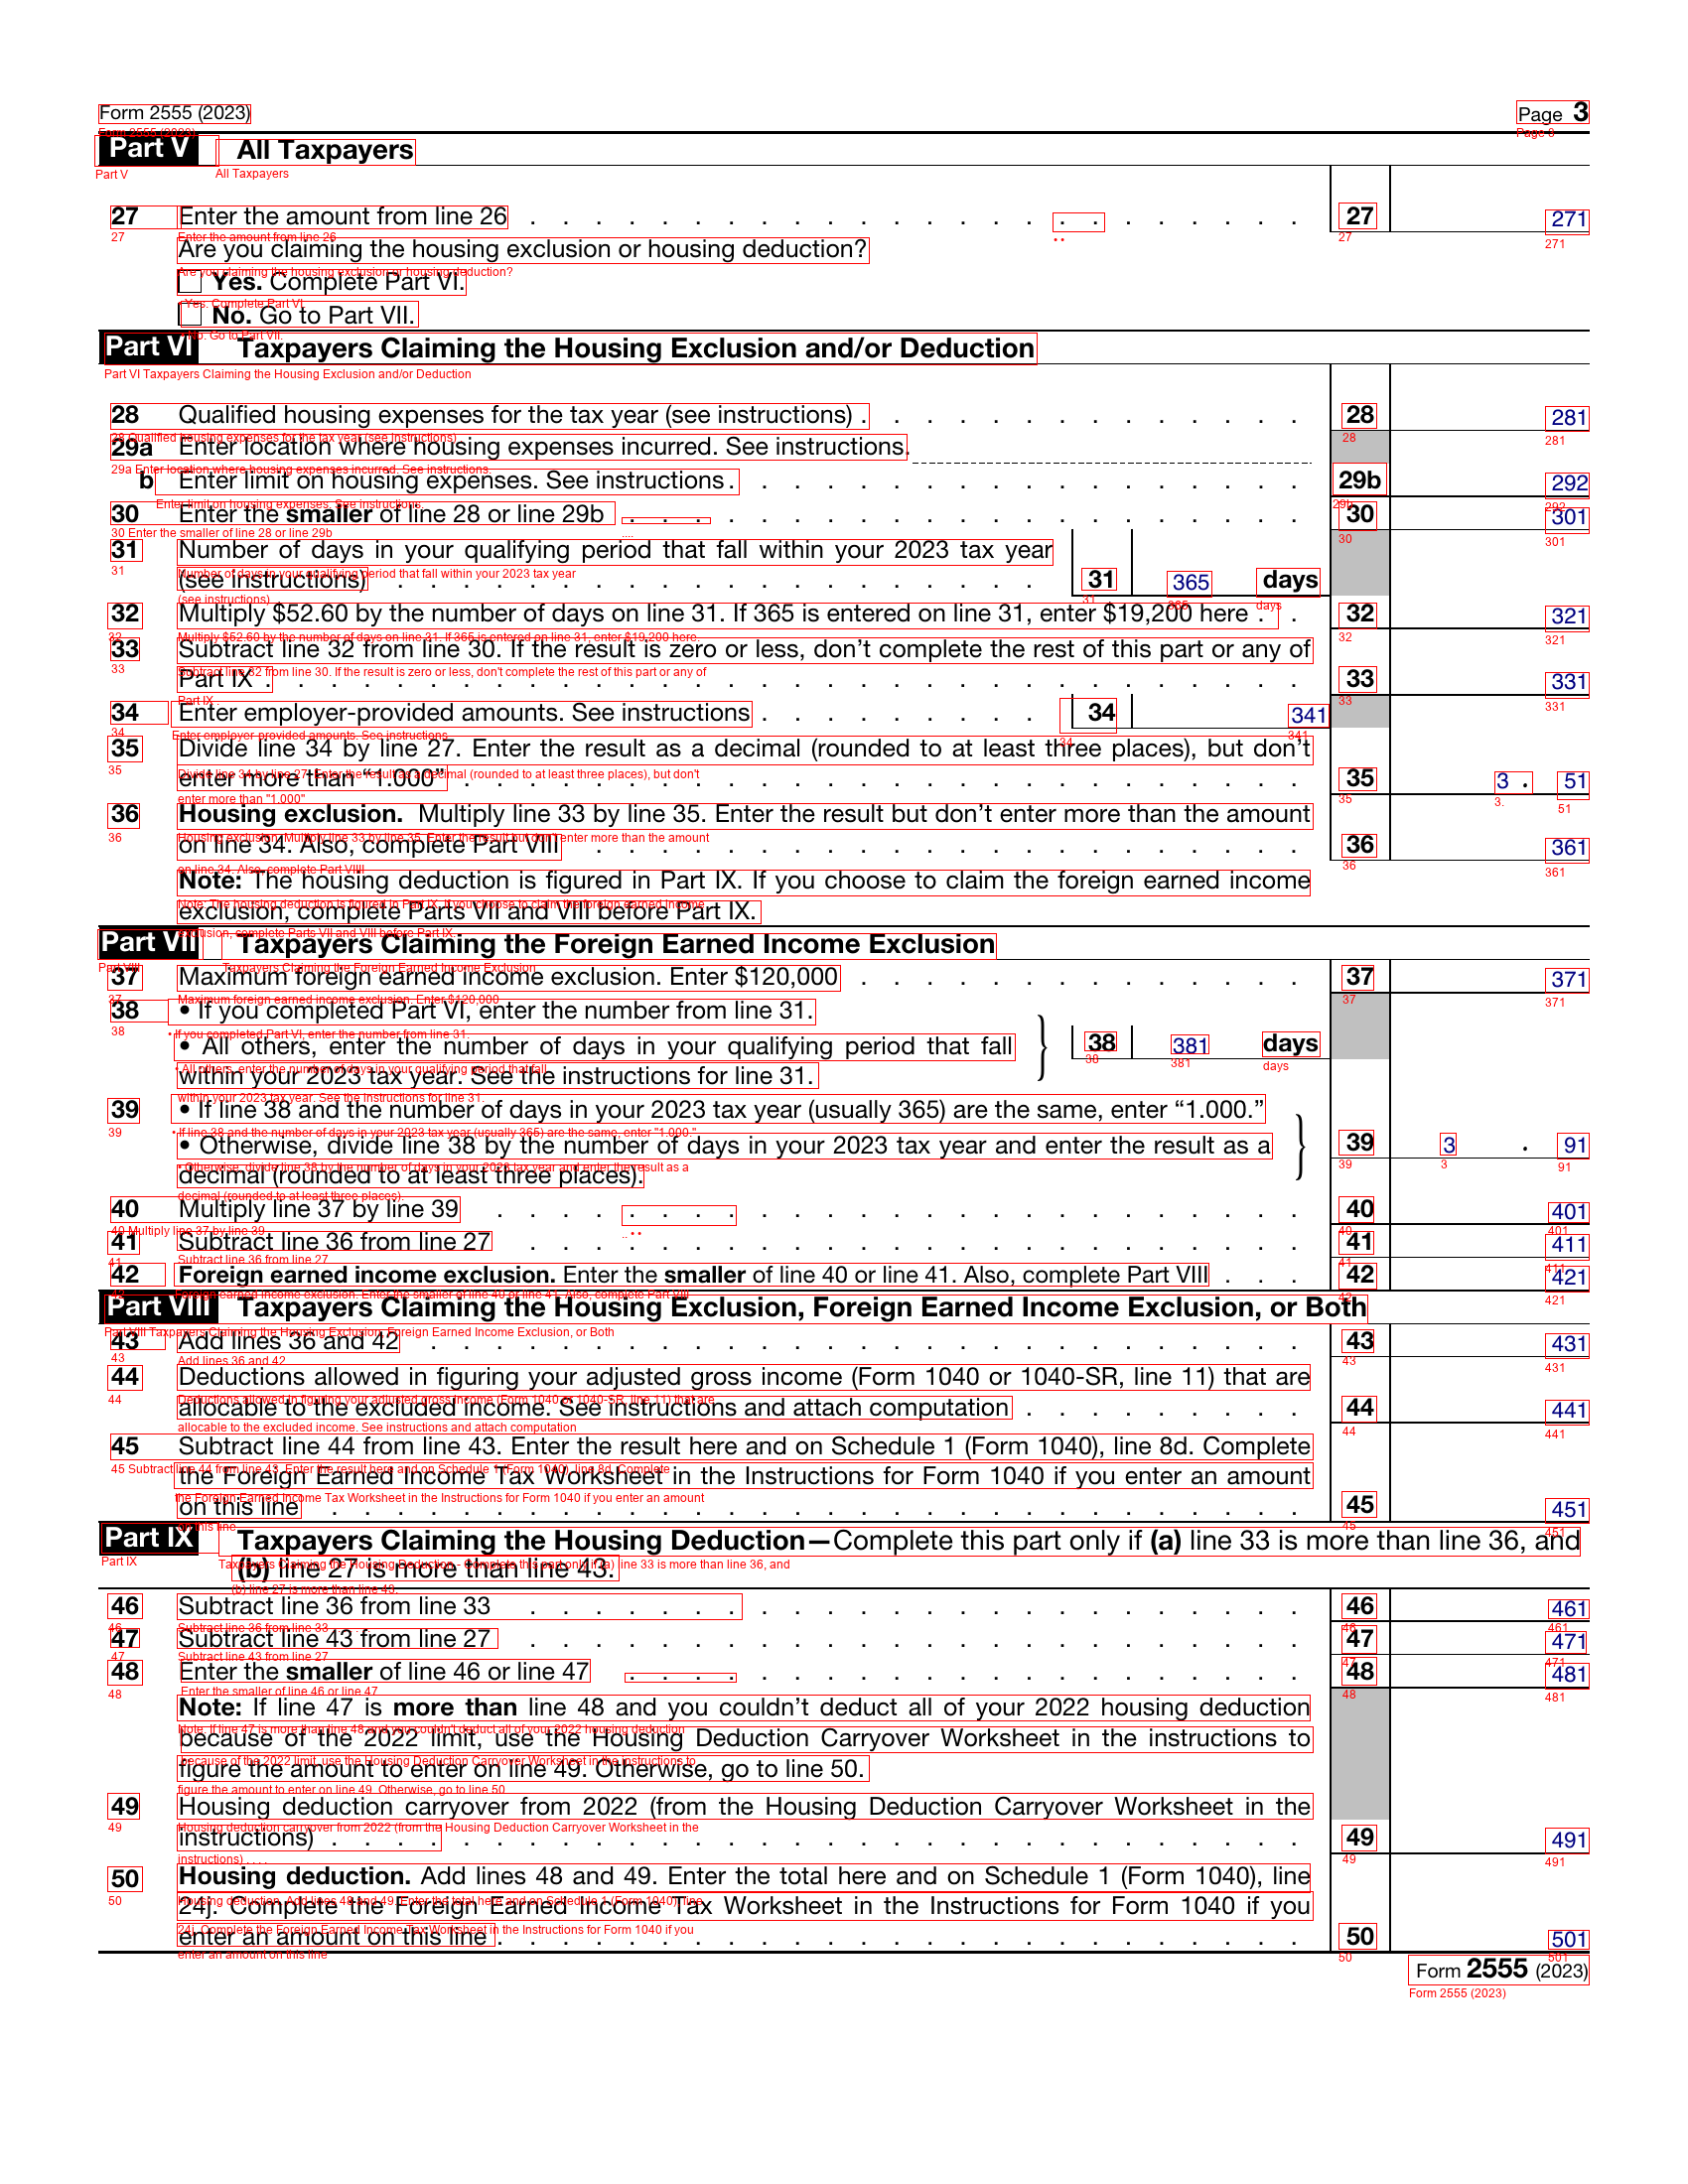 Form 2555 (2023) Page 3
Part V All Taxpayers
27 Enter the amount from line 26 . . . . . . . . . . . . . . . . . . . . . . . . 27 271
Are you claiming the housing exclusion or housing deduction?
Yes. Complete Part VI.
No. Go to Part VII.
Part VI Taxpayers Claiming the Housing Exclusion and/or Deduction
28 Qualified housing expenses for the tax year (see instructions) . . . . . . . . . . . . . . 28 281
29a Enter location where housing expenses incurred. See instructions.
b Enter limit on housing expenses. See instructions . . . . . . . . . . . . . . . . . . 29b 292
30 Enter the smaller of line 28 or line 29b . . . . . . . . . . . . . . . . . . . . . 30 301
31 Number of days in your qualifying period that fall within your 2023 tax year
(see instructions) . . . . . . . . . . . . . . . . . . . . 31 365 days
32 Multiply $52.60 by the number of days on line 31. If 365 is entered on line 31, enter $19,200 here . . 32 321
33 Subtract line 32 from line 30. If the result is zero or less, don’t complete the rest of this part or any of
Part IX . . . . . . . . . . . . . . . . . . . . . . . . . . . . . . . . 33 331
34 Enter employer-provided amounts. See instructions . . . . . . . . . 34 341
35 Divide line 34 by line 27. Enter the result as a decimal (rounded to at least three places), but don’t
enter more than “1.000” . . . . . . . . . . . . . . . . . . . . . . . . . . 35 3 . 51
36 Housing exclusion. Multiply line 33 by line 35. Enter the result but don’t enter more than the amount
on line 34. Also, complete Part VIII . . . . . . . . . . . . . . . . . . . . . . 36 361
Note: The housing deduction is figured in Part IX. If you choose to claim the foreign earned income
exclusion, complete Parts VII and VIII before Part IX.
Part VII Taxpayers Claiming the Foreign Earned Income Exclusion
37 Maximum foreign earned income exclusion. Enter $120,000 . . . . . . . . . . . . . . 37 371
38 • If you completed Part VI, enter the number from line 31.
• All others, enter the number of days in your qualifying period that fall } 38 381 days
within your 2023 tax year. See the instructions for line 31.
39 • If line 38 and the number of days in your 2023 tax year (usually 365) are the same, enter “1.000.”
• Otherwise, divide line 38 by the number of days in your 2023 tax year and enter the result as a } 39 3 . 91
decimal (rounded to at least three places).
40 Multiply line 37 by line 39 . . . . . . . . . . . . . . . . . . . . . . . . . 40 401
41 Subtract line 36 from line 27 . . . . . . . . . . . . . . . . . . . . . . . . 41 411
42 Foreign earned income exclusion. Enter the smaller of line 40 or line 41. Also, complete Part VIII . . . 42 421
Part VIII Taxpayers Claiming the Housing Exclusion, Foreign Earned Income Exclusion, or Both
43 Add lines 36 and 42 . . . . . . . . . . . . . . . . . . . . . . . . . . . 43 431
44 Deductions allowed in figuring your adjusted gross income (Form 1040 or 1040-SR, line 11) that are
allocable to the excluded income. See instructions and attach computation . . . . . . . . . 44 441
45 Subtract line 44 from line 43. Enter the result here and on Schedule 1 (Form 1040), line 8d. Complete
the Foreign Earned Income Tax Worksheet in the Instructions for Form 1040 if you enter an amount
on this line . . . . . . . . . . . . . . . . . . . . . . . . . . . . . . 45 451
Part IX Taxpayers Claiming the Housing Deduction—Complete this part only if (a) line 33 is more than line 36, and
(b) line 27 is more than line 43.
46 Subtract line 36 from line 33 . . . . . . . . . . . . . . . . . . . . . . . . 46 461
47 Subtract line 43 from line 27 . . . . . . . . . . . . . . . . . . . . . . . . 47 471
48 Enter the smaller of line 46 or line 47 . . . . . . . . . . . . . . . . . . . . . 48 481
Note: If line 47 is more than line 48 and you couldn’t deduct all of your 2022 housing deduction
because of the 2022 limit, use the Housing Deduction Carryover Worksheet in the instructions to
figure the amount to enter on line 49. Otherwise, go to line 50.
49 Housing deduction carryover from 2022 (from the Housing Deduction Carryover Worksheet in the
instructions) . . . . . . . . . . . . . . . . . . . . . . . . . . . . . . 49 491
50 Housing deduction. Add lines 48 and 49. Enter the total here and on Schedule 1 (Form 1040), line
24j. Complete the Foreign Earned Income Tax Worksheet in the Instructions for Form 1040 if you
enter an amount on this line . . . . . . . . . . . . . . . . . . . . . . . . . 50 501
Form 2555 (2023)